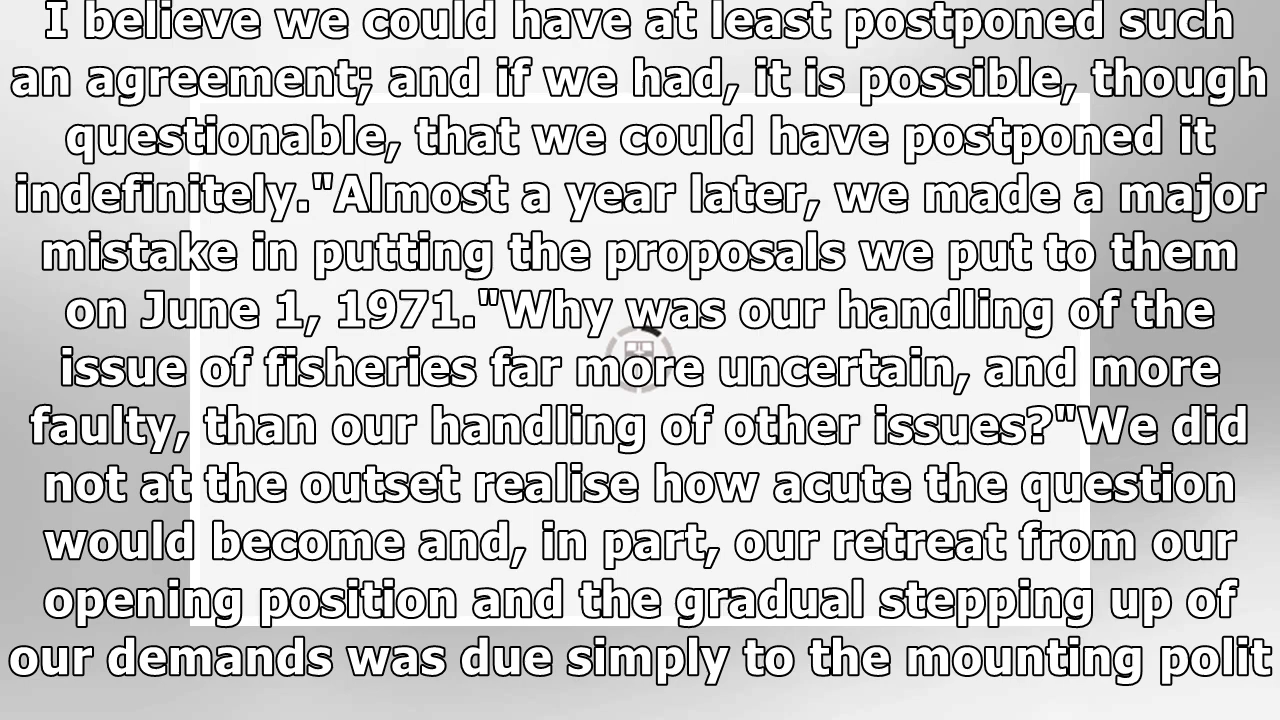 I believe we could have at least postponed such
an agreement; and if we had, it is possible, though
questionable, that we could have postponed it
indefinitely."Almost a year later, we made a major
mistake in putting the proposals we put to them
on June 1, 1971."Why was our handling of the
issue of fisheries far more uncertain, and more
faulty, than our handling of other issues?"We did
not at the outset realise how acute the question
would become and, in part, our retreat from our
opening position and the gradual stepping up of
our demands was due simply to the mounting polit